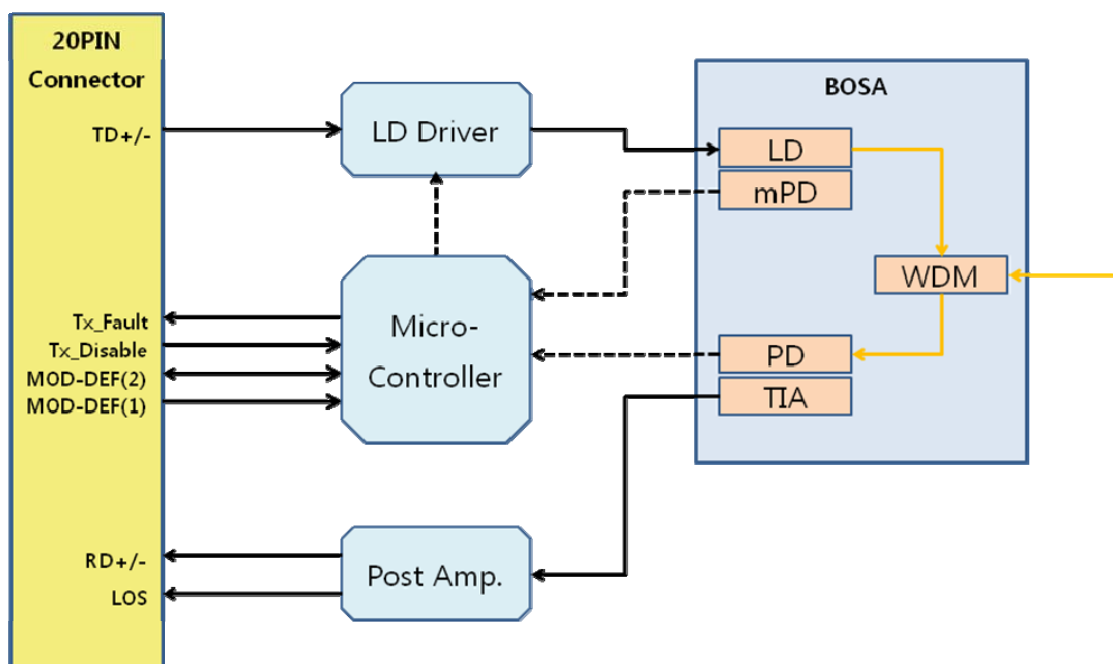 20PIN
Connector
TD+/-
Tx_Fault
Tx_Disable
MOD-DEF(2)
MOD-DEF(1)
RD+/-
LOS
LD Driver
Micro-
Controller
Post Amp.
BOSA
LD
mPD
WDM
PD
TIA